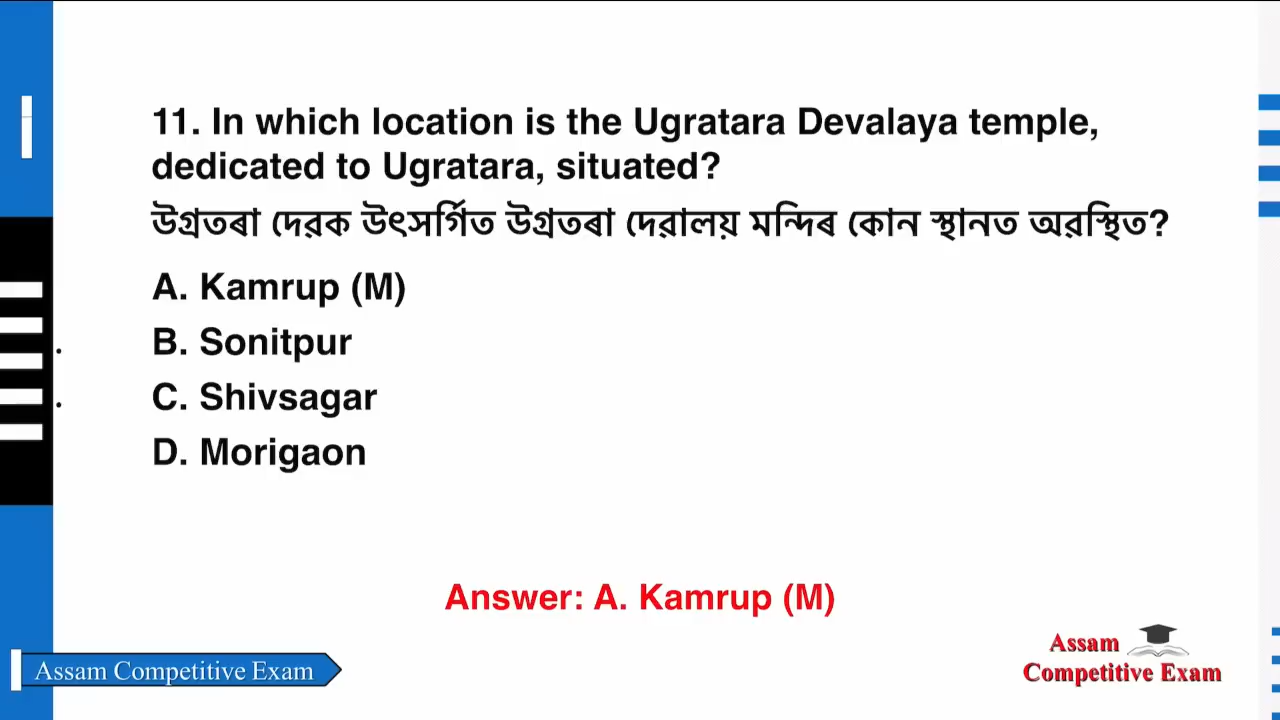 11. In which location is the Ugratara Devalaya temple,
dedicated to Ugratara, situated?
উগ্ৰতৰা দেৱক উৎসৰ্গিত উগ্ৰতৰা দেৱালয় মন্দিৰ কোন স্থানত অৱস্থিত?
A. Kamrup (M)
B. Sonitpur
C. Shivsagar
D. Morigaon
Answer: A. Kamrup (M)
Assam Competitive Exam
Assam
Competitive Exam